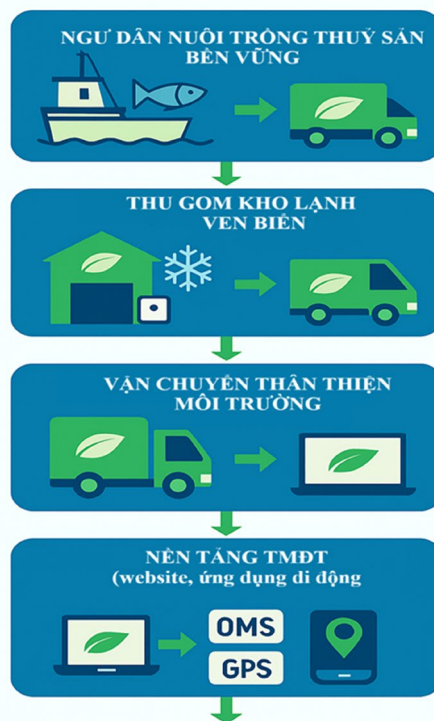 NGƯ DÂN NUÔI TRỒNG THUỶ SẢN
BỀN VỮNG
THU GOM KHO LẠNH
VEN BIỂN
VẬN CHUYỂN THÂN THIỆN
MÔI TRƯỜNG
NỀN TẢNG TMĐT
(website, ứng dụng di động
OMS
GPS